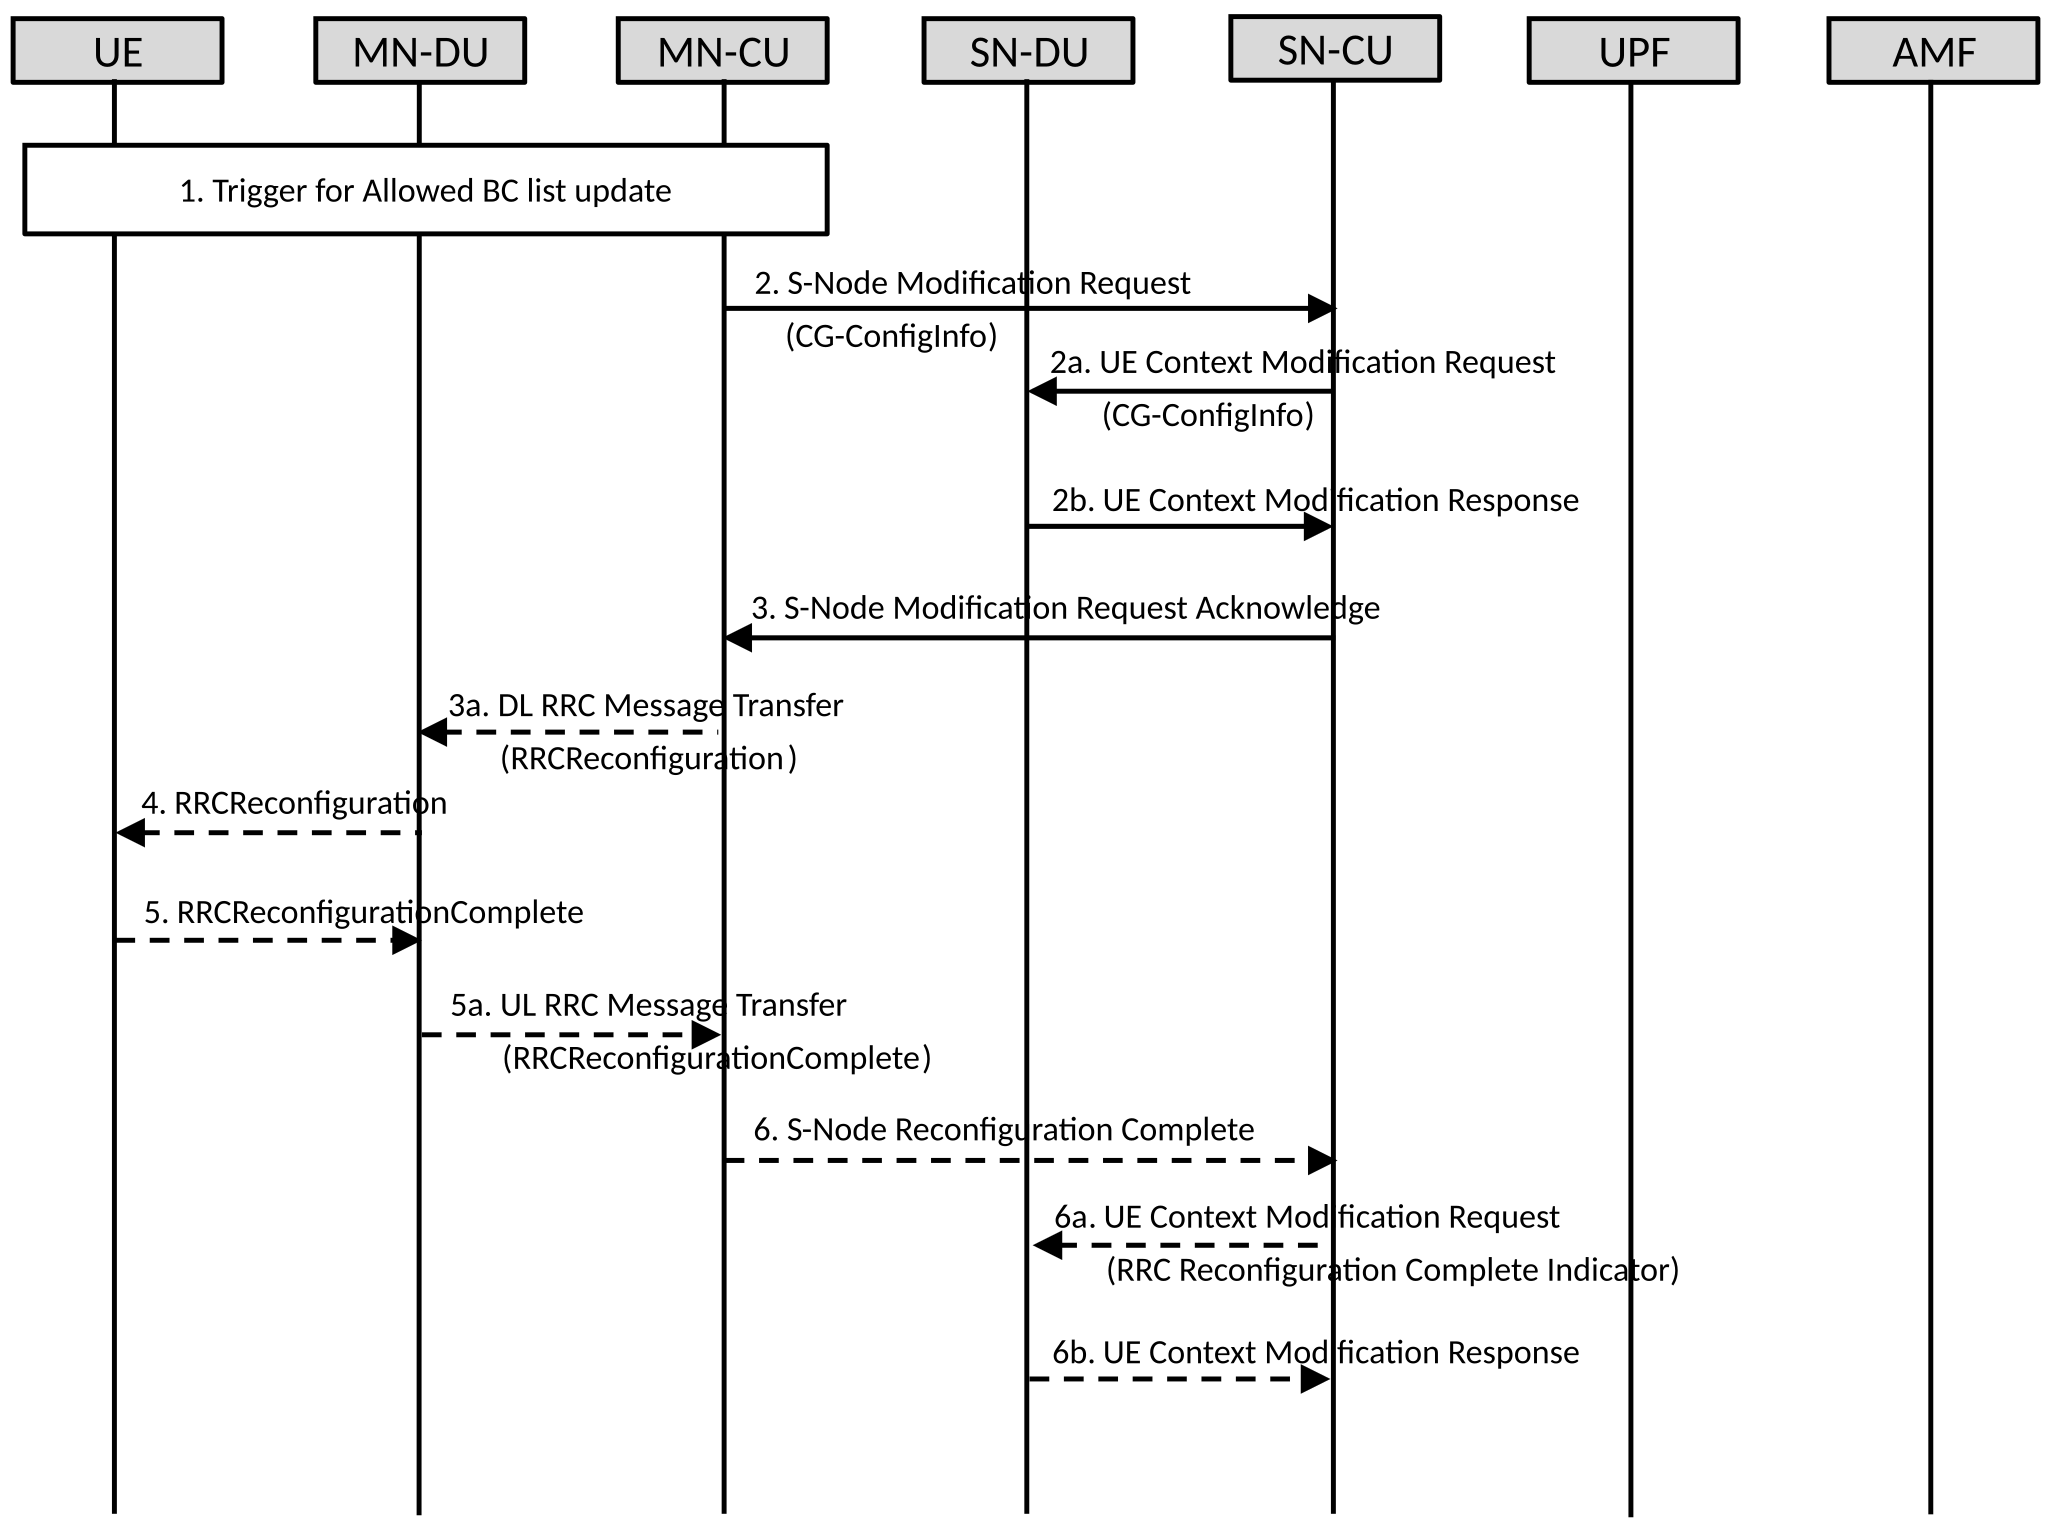 UE
MN-DU
MN-CU
SN-DU
SN-CU
UPF
AMF
1. Trigger for Allowed BC list update
2. S-Node Modification Request
(CG-ConfigInfo)
2a. UE Context Modification Request
(CG-ConfigInfo)
2b. UE Context Modification Response
3. S-Node Modification Request Acknowledge
3a. DL RRC Message Transfer
(RRCReconfiguration)
4. RRCReconfiguration
5. RRCReconfigurationComplete
5a. UL RRC Message Transfer
(RRCReconfigurationComplete)
6. S-Node Reconfiguration Complete
6a. UE Context Modification Request
(RRC Reconfiguration Complete Indicator)
6b. UE Context Modification Response